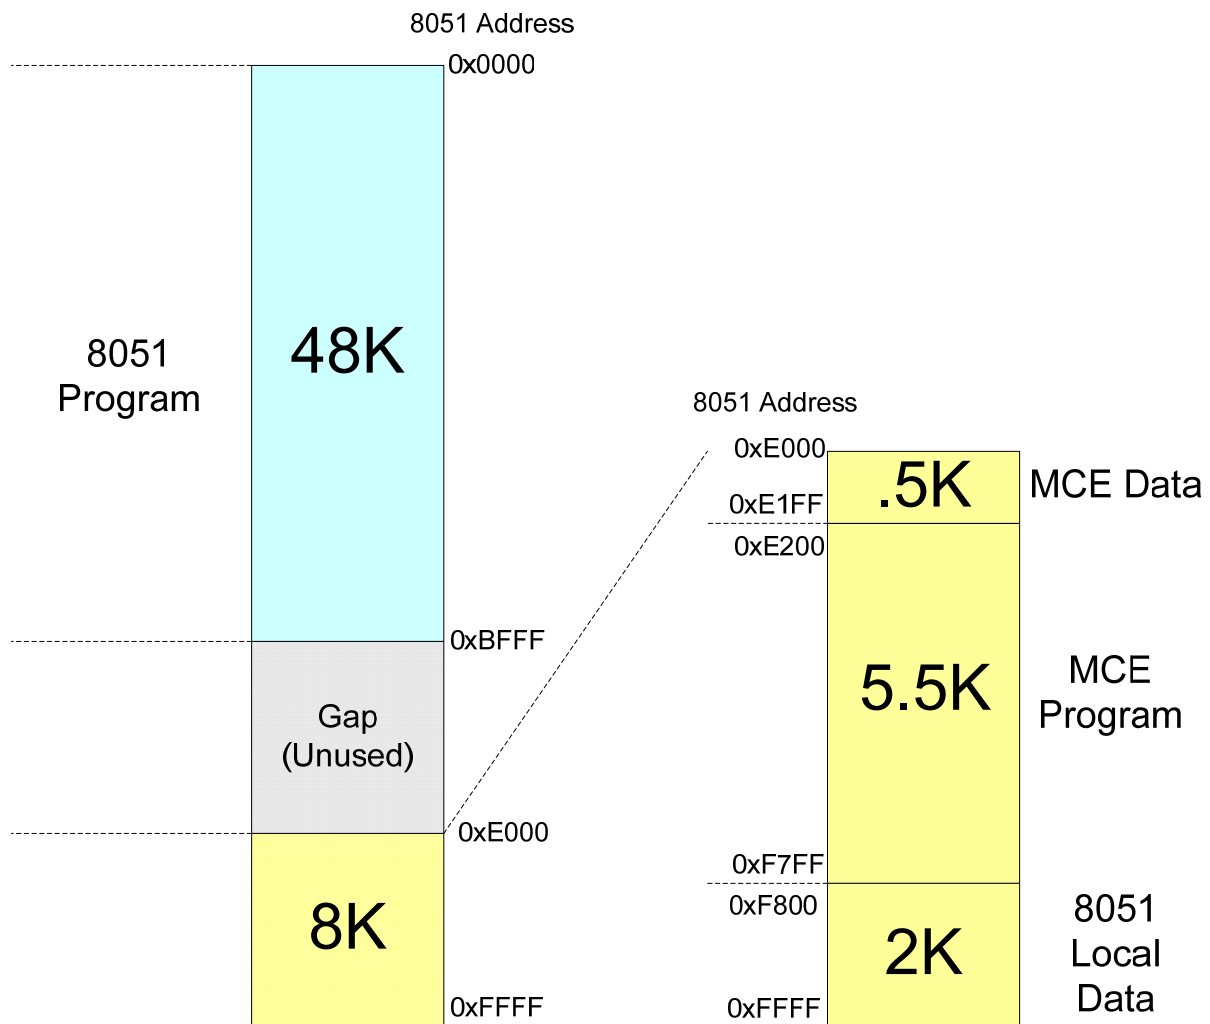 8051 Address
0x0000
48K
8051
Program
0xBFFF
Gap
(Unused)
0xE000
8K
0xFFFF
8051 Address
0xE000
.5K
MCE Data
0xE1FF
0xE200
5.5K
MCE
Program
0xF7FF
0xF800
2K
8051
Local
Data
0xFFFF